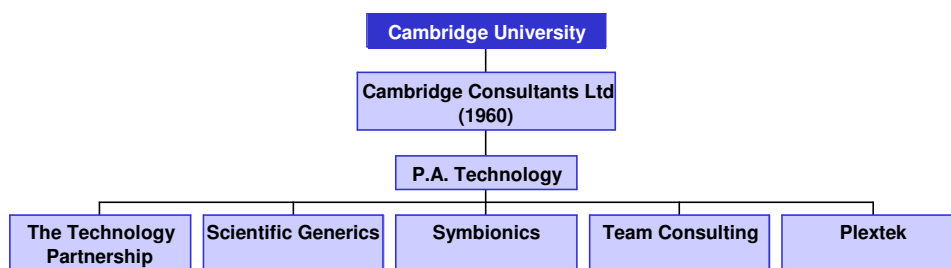 Cambridge University
Cambridge Consultants Ltd
(1960)
P.A. Technology
The Technology
Partnership
Scientific Generics
Symbionics
Team Consulting
Plextek